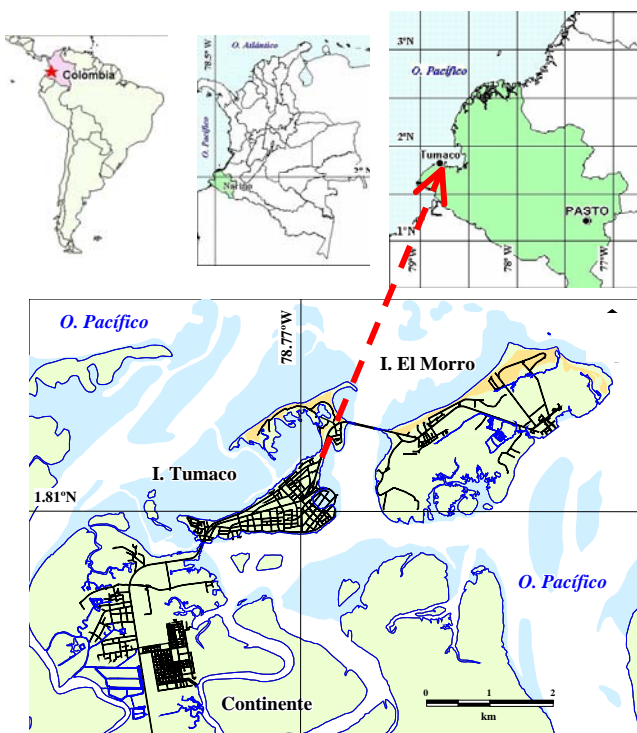 Colombia
O. Atlántico
78.5° W
O. Pacífico
2° N
Nariño
3°N
O. Pacífico
2°N
Tumaco
PASTO
1°N
79°W
78°W
77°W
O. Pacífico
78.77°W
I. El Morro
I. Tumaco
1.81°N
O. Pacífico
Continente
0 1 2
km